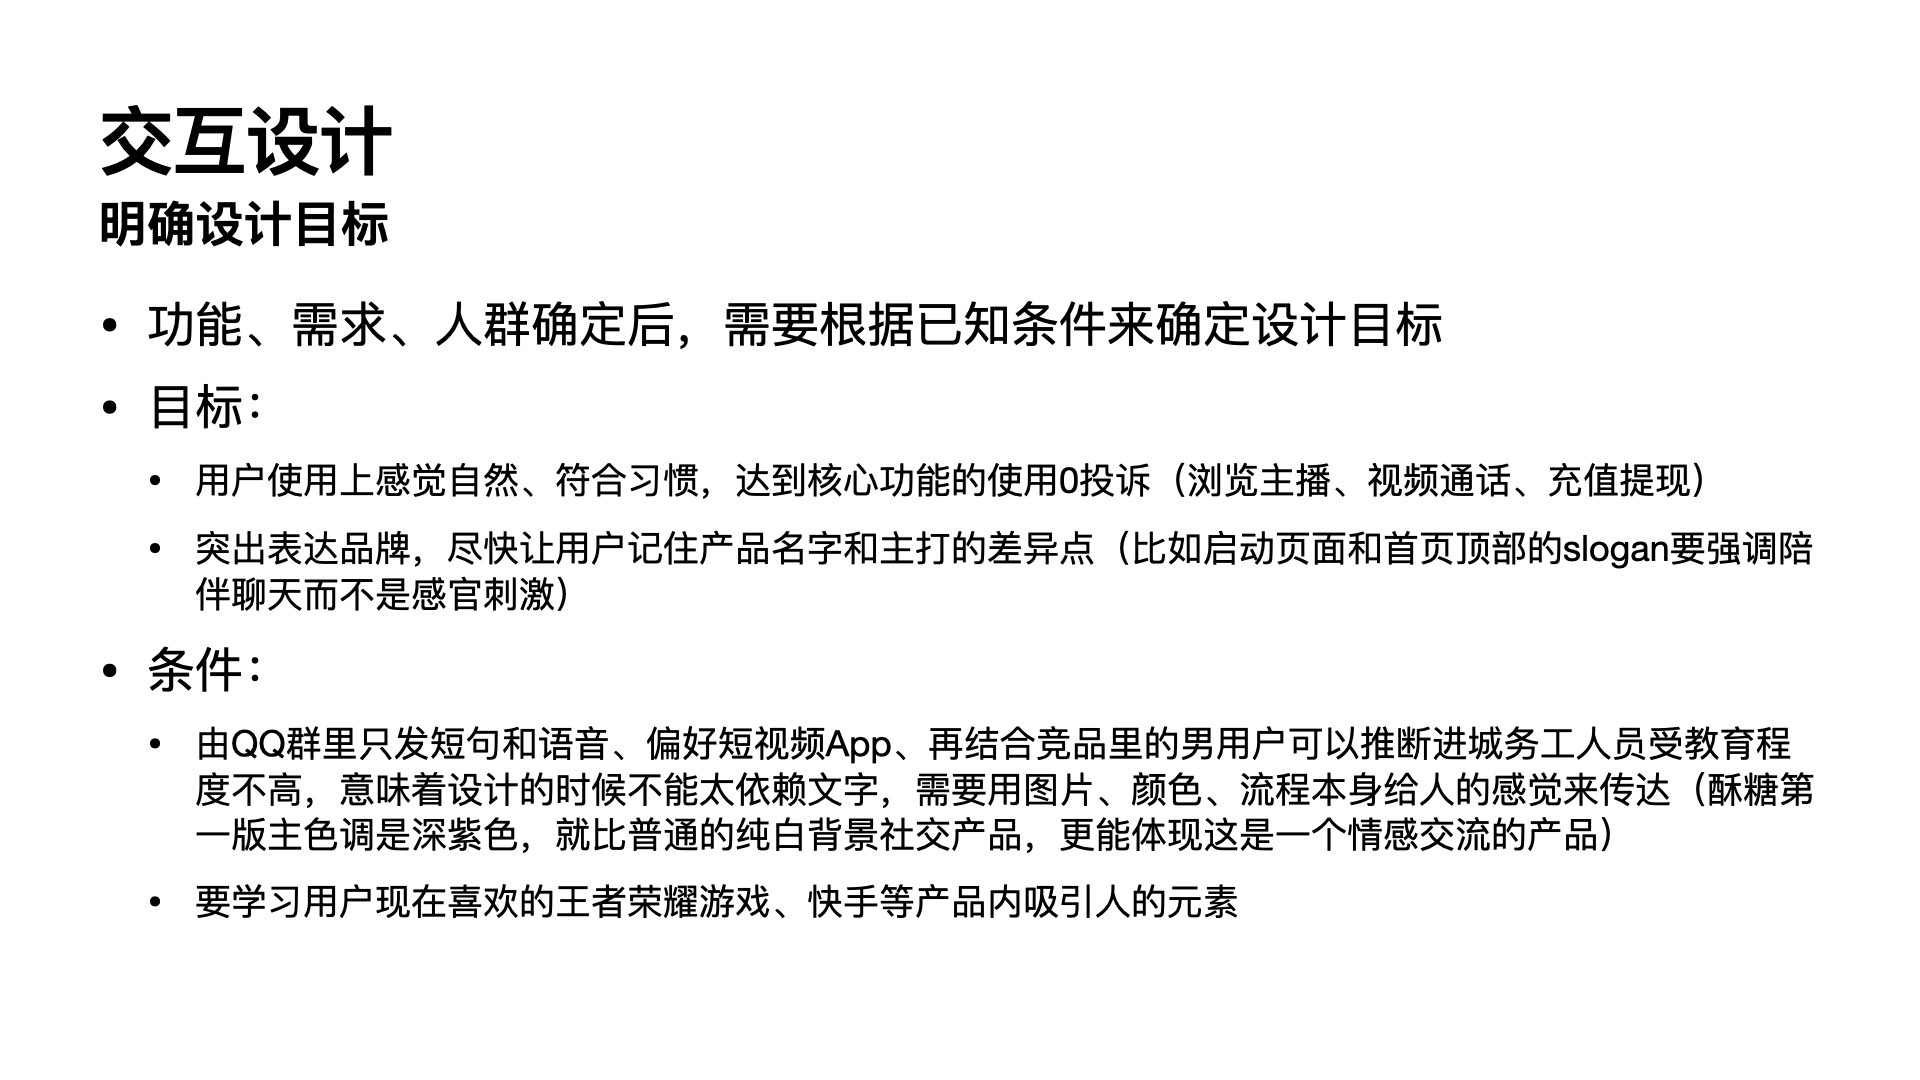 交互设计
明确设计目标
• 功能、需求、人群确定后，需要根据已知条件来确定设计目标
• 目标：
• 用户使用上感觉自然、符合习惯，达到核心功能的使用0投诉（浏览主播、视频通话、充值提现）
• 突出表达品牌，尽快让用户记住产品名字和主打的差异点（比如启动页面和首页顶部的slogan要强调陪
伴聊天而不是感官刺激）
• 条件：
• 由QQ群里只发短句和语音、偏好短视频App、再结合竞品里的男用户可以推断进城务工人员受教育程
度不高，意味着设计的时候不能太依赖文字，需要用图片、颜色、流程本身给人的感觉来传达（酥糖第
一版主色调是深紫色，就比普通的纯白背景社交产品，更能体现这是一个情感交流的产品）
• 要学习用户现在喜欢的王者荣耀游戏、快手等产品内吸引人的元素